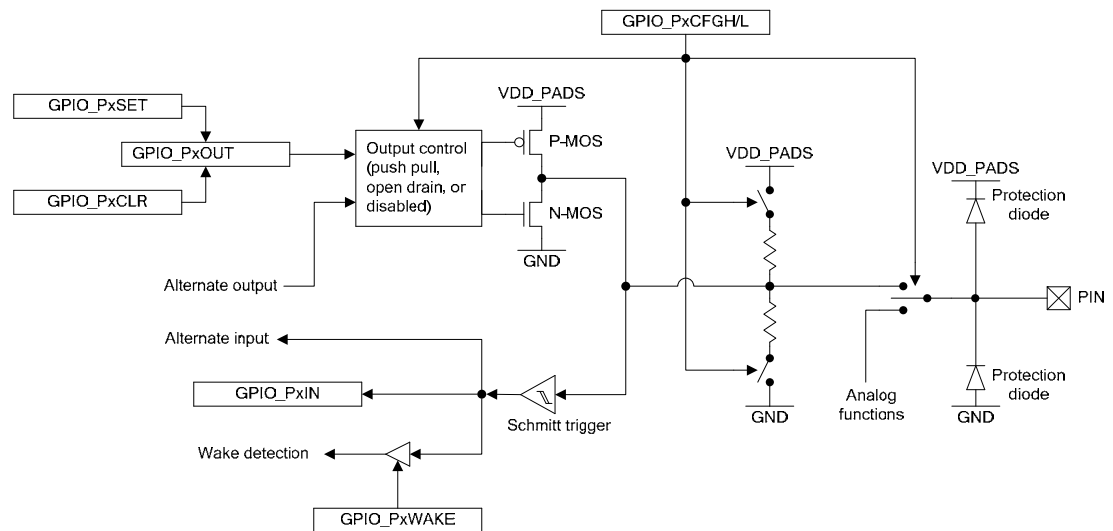 GPIO_PxCFGH/L
GPIO_PxSET
GPIO_PxOUT
GPIO_PxCLR
Alternate output
Output control
(push pull,
open drain, or
disabled)
VDD_PADS
P-MOS
N-MOS
GND
VDD_PADS
GND
VDD_PADS
Protection
diode
PIN
Protection
diode
GND
Analog
functions
Alternate input
GPIO_PxIN
Schmitt trigger
Wake detection
GPIO_PxWAKE